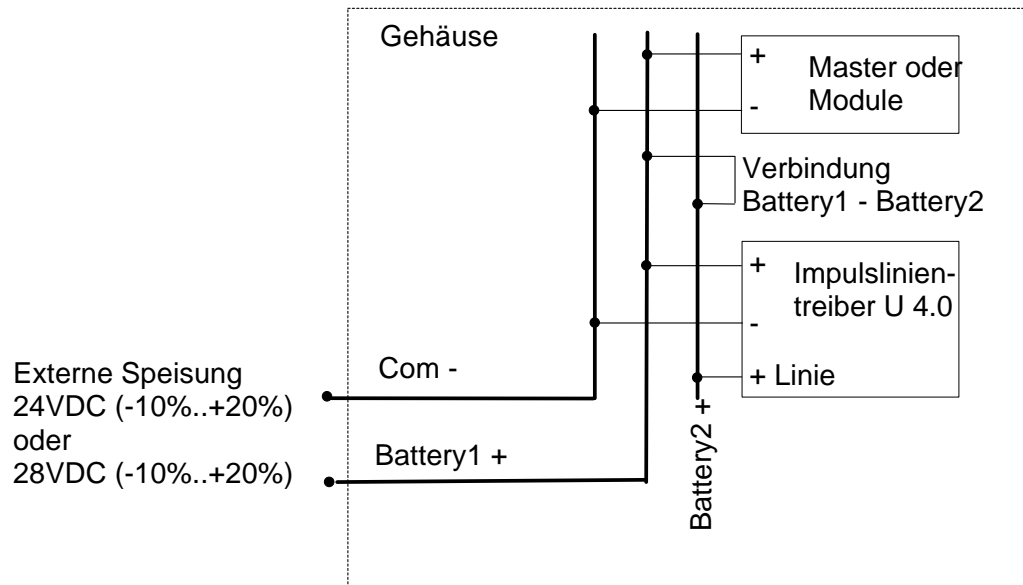 Gehäuse
+
Master oder
Module
-
Verbindung
Battery1 - Battery2
+
Impulslinien-
treiber U 4.0
-
+ Linie
Com -
Externe Speisung
24VDC (-10%..+20%)
oder
28VDC (-10%..+20%)
Battery1 +
Battery2 +